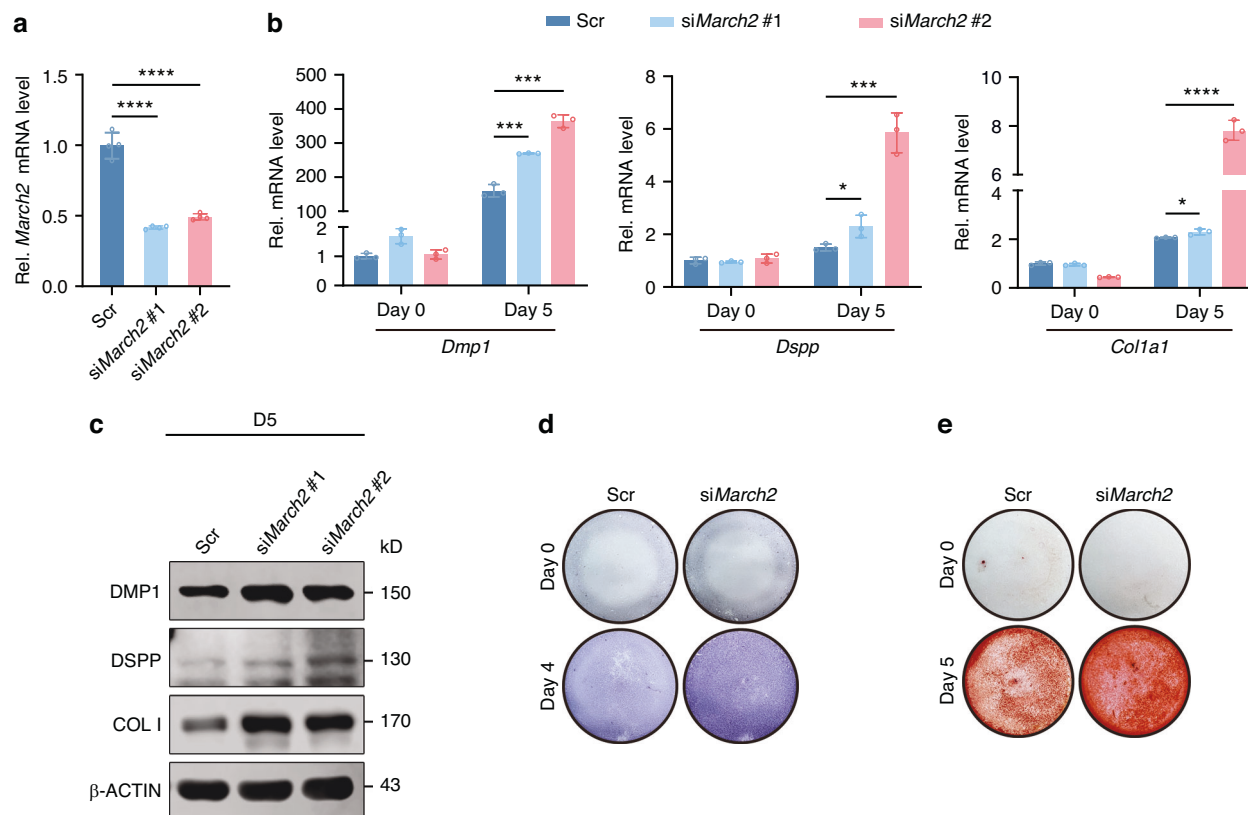 a
b
Scr
siMarch2 #1
siMarch2 #2
Rel. March2 mRNA level
1.5
1.0
0.5
0.0
****
****
Scr
siMarch2 #1
siMarch2 #2
Rel. mRNA level
500
400
300
200
100
2
1
0
***
***
Day 0
Day 5
Dmp1
Rel. mRNA level
8
6
4
2
0
***
*
Day 0
Day 5
Dspp
Rel. mRNA level
10
8
6
4
2
0
****
*
Day 0
Day 5
Col1a1
c
D5
Scr
siMarch2 #1
siMarch2 #2
kD
DMP1
150
DSPP
130
COL I
170
β-ACTIN
43
d
Scr
siMarch2
Day 0
Day 4
e
Scr
siMarch2
Day 0
Day 5